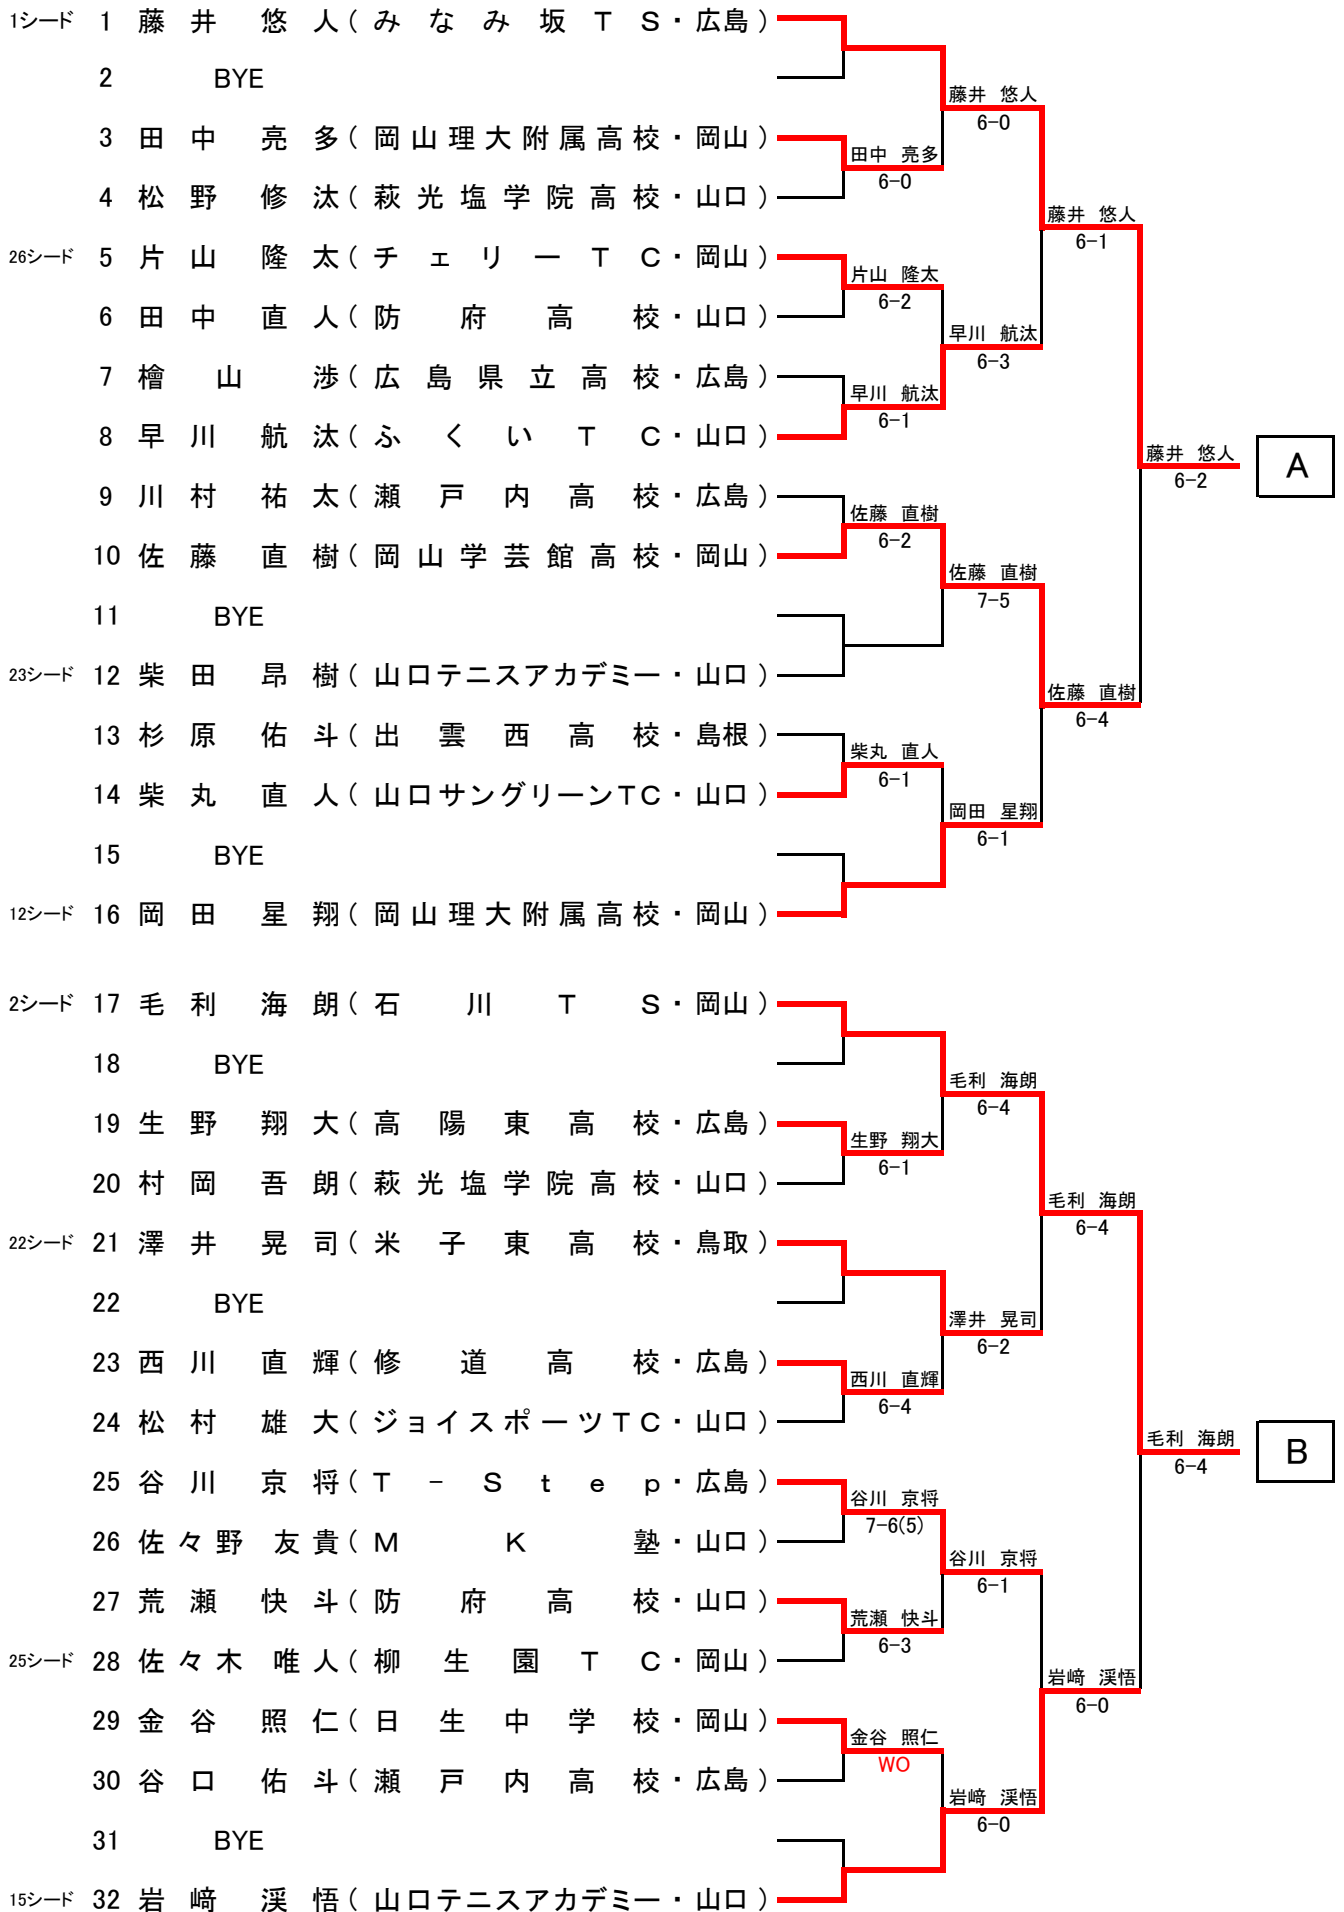 1シード 1 藤井 悠人(みなみ坂TS・広島)
2 BYE
藤井 悠人
6-0
3 田中 亮多(岡山理大附属高校・岡山)
田中 亮多
6-0
4 松野 修汰(萩光塩学院高校・山口)
藤井 悠人
6-1
26シード 5 片山 隆太(チェリーTC・岡山)
片山 隆太
6-2
6 田中 直人(防府高校・山口)
早川 航汰
6-3
7 檜山 渉(広島県立高校・広島)
早川 航汰
6-1
8 早川 航汰(ふくいTC・山口)
藤井 悠人
6-2
A
9 川村 祐太(瀬戸内高校・広島)
佐藤 直樹
6-2
10 佐藤 直樹(岡山学芸館高校・岡山)
佐藤 直樹
7-5
11 BYE
23シード 12 柴田 昂樹(山口テニスアカデミー・山口)
佐藤 直樹
6-4
13 杉原 佑斗(出雲西高校・島根)
柴丸 直人
6-1
14 柴丸 直人(山口サングリーンTC・山口)
岡田 星翔
6-1
15 BYE
12シード 16 岡田 星翔(岡山理大附属高校・岡山)
2シード 17 毛利 海朗(石川TS・岡山)
18 BYE
毛利 海朗
6-4
19 生野 翔大(高陽東高校・広島)
生野 翔大
6-1
20 村岡 吾朗(萩光塩学院高校・山口)
毛利 海朗
6-4
22シード 21 澤井 晃司(米子東高校・鳥取)
22 BYE
澤井 晃司
6-2
23 西川 直輝(修道高校・広島)
西川 直輝
6-4
24 松村 雄大(ジョイスポーツTC・山口)
毛利 海朗
6-4
B
25 谷川 京将(T-Step・広島)
谷川 京将
7-6(5)
26 佐々野 友貴(MK塾・山口)
谷川 京将
6-1
27 荒瀬 快斗(防府高校・山口)
荒瀬 快斗
6-3
25シード 28 佐々木 唯人(柳生園TC・岡山)
岩﨑 渓悟
6-0
29 金谷 照仁(日生中学校・岡山)
金谷 照仁
WO
30 谷口 佑斗(瀬戸内高校・広島)
岩﨑 渓悟
6-0
31 BYE
15シード 32 岩﨑 渓悟(山口テニスアカデミー・山口)